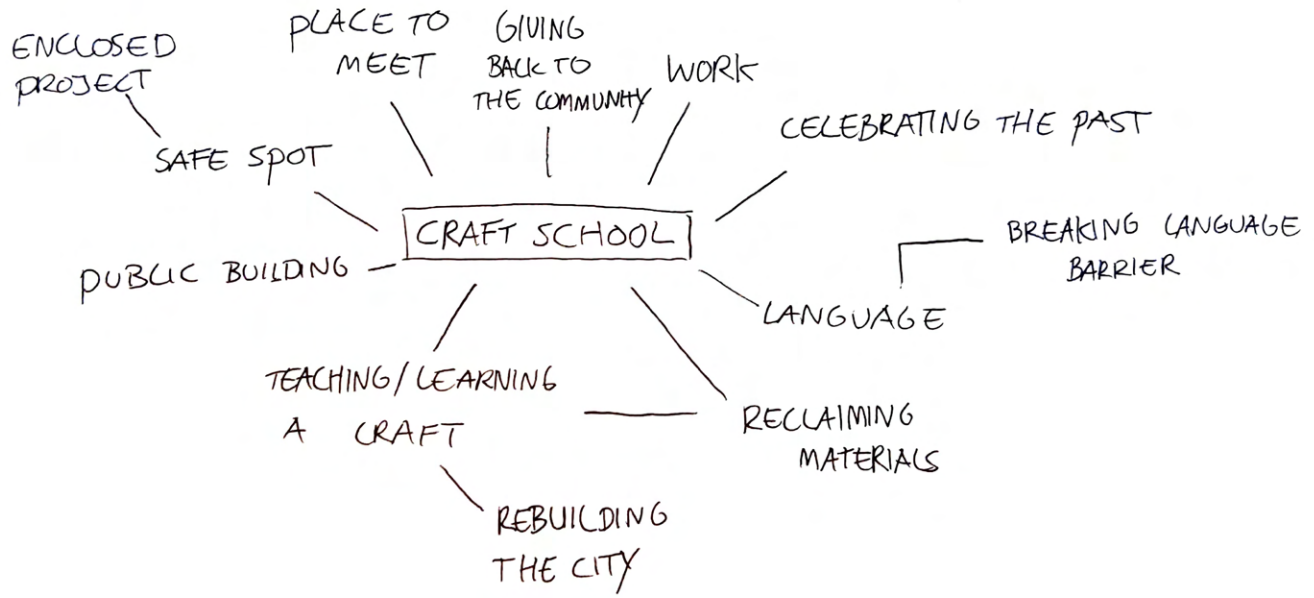 ENCLOSED
PROJECT
PLACE TO
MEET
GIVING
BACK TO
THE COMMUNITY
WORK
CELEBRATING THE PAST
SAFE SPOT
CRAFT SCHOOL
BREAKING LANGUAGE
BARRIER
PUBLIC BUILDING
LANGUAGE
TEACHING/LEARNING
A CRAFT
RECLAIMING
MATERIALS
REBUILDING
THE CITY